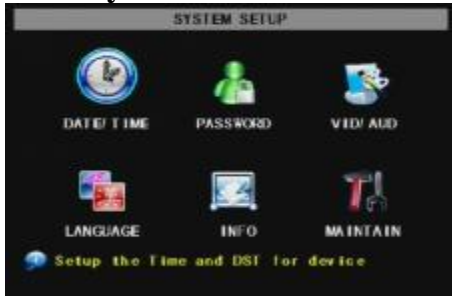 SYSTEM SETUP
DATE/TIME PASSWORD VID/AUD
LANGUAGE INFO MAINTAIN
Setup the Time and DST for device